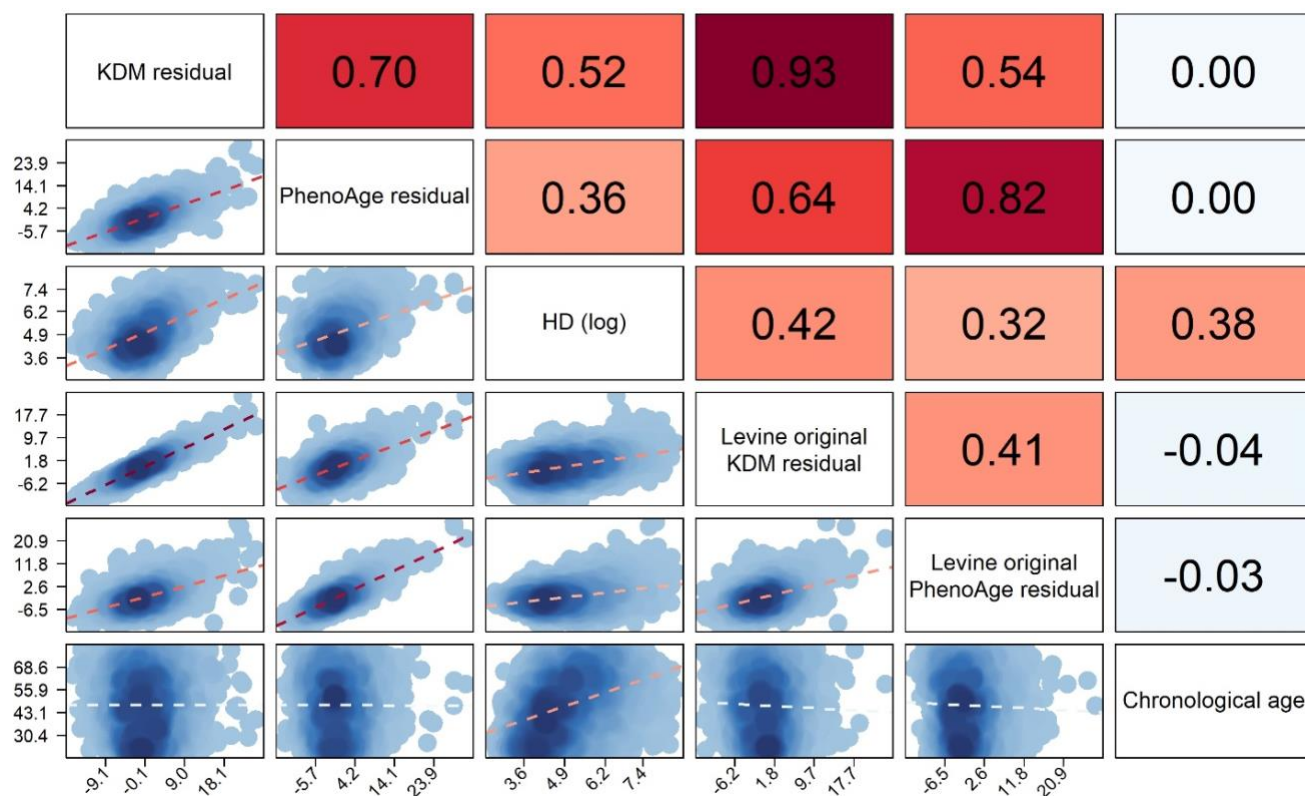 KDM residual
0.70
0.52
0.93
0.54
0.00
23.9
14.1
4.2
-5.7
PhenoAge residual
0.36
0.64
0.82
0.00
7.4
6.2
4.9
3.6
HD (log)
0.42
0.32
0.38
17.7
9.7
1.8
-6.2
Levine original
KDM residual
0.41
-0.04
20.9
11.8
2.6
-6.5
Levine original
PhenoAge residual
-0.03
68.6
55.9
43.1
30.4
Chronological age
-9.1 -0.1 9.0 18.1
-5.7 4.2 14.1 23.9
3.6 4.9 6.2 7.4
-6.2 1.8 9.7 17.7
-6.5 2.6 11.8 20.9